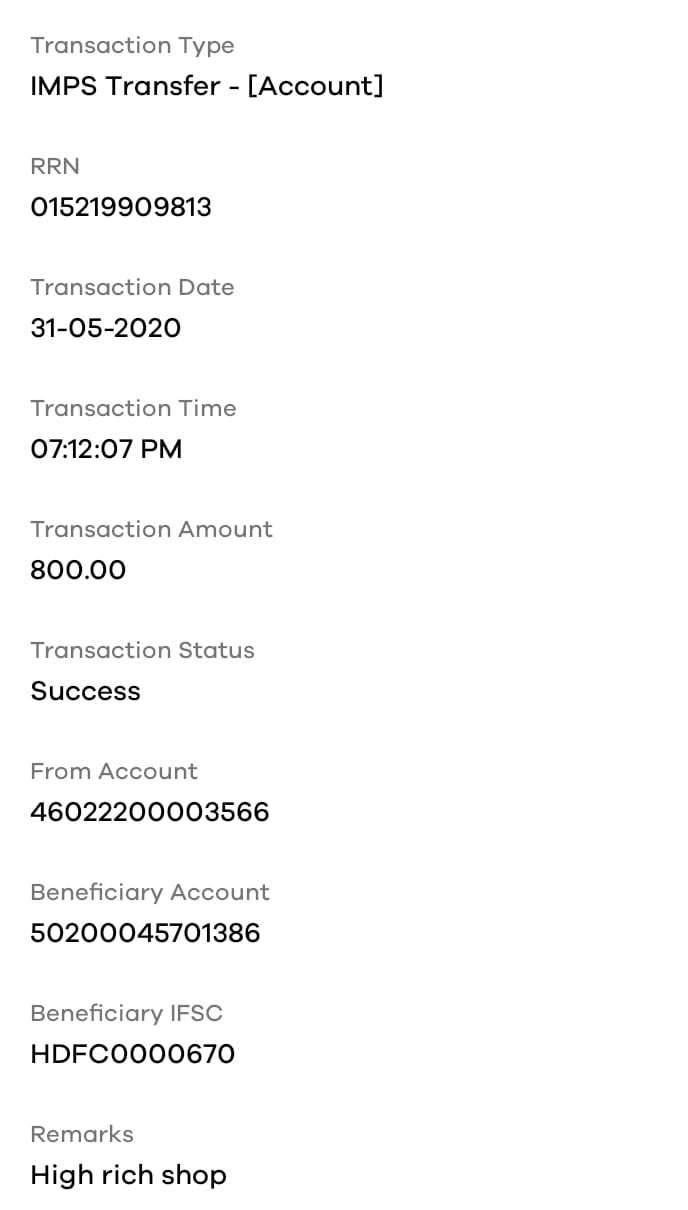 Transaction Type
IMPS Transfer - [Account]
RRN
015219909813
Transaction Date
31-05-2020
Transaction Time
07:12:07 PM
Transaction Amount
800.00
Transaction Status
Success
From Account
46022200003566
Beneficiary Account
50200045701386
Beneficiary IFSC
HDFC0000670
Remarks
High rich shop